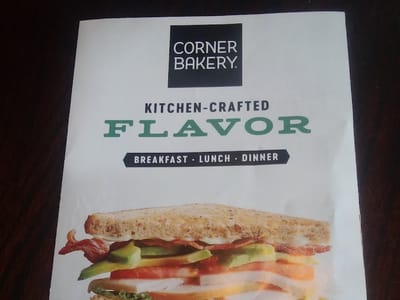 CORNER
BAKERY
KITCHEN-CRAFTED
FLAVOR
BREAKFAST · LUNCH · DINNER